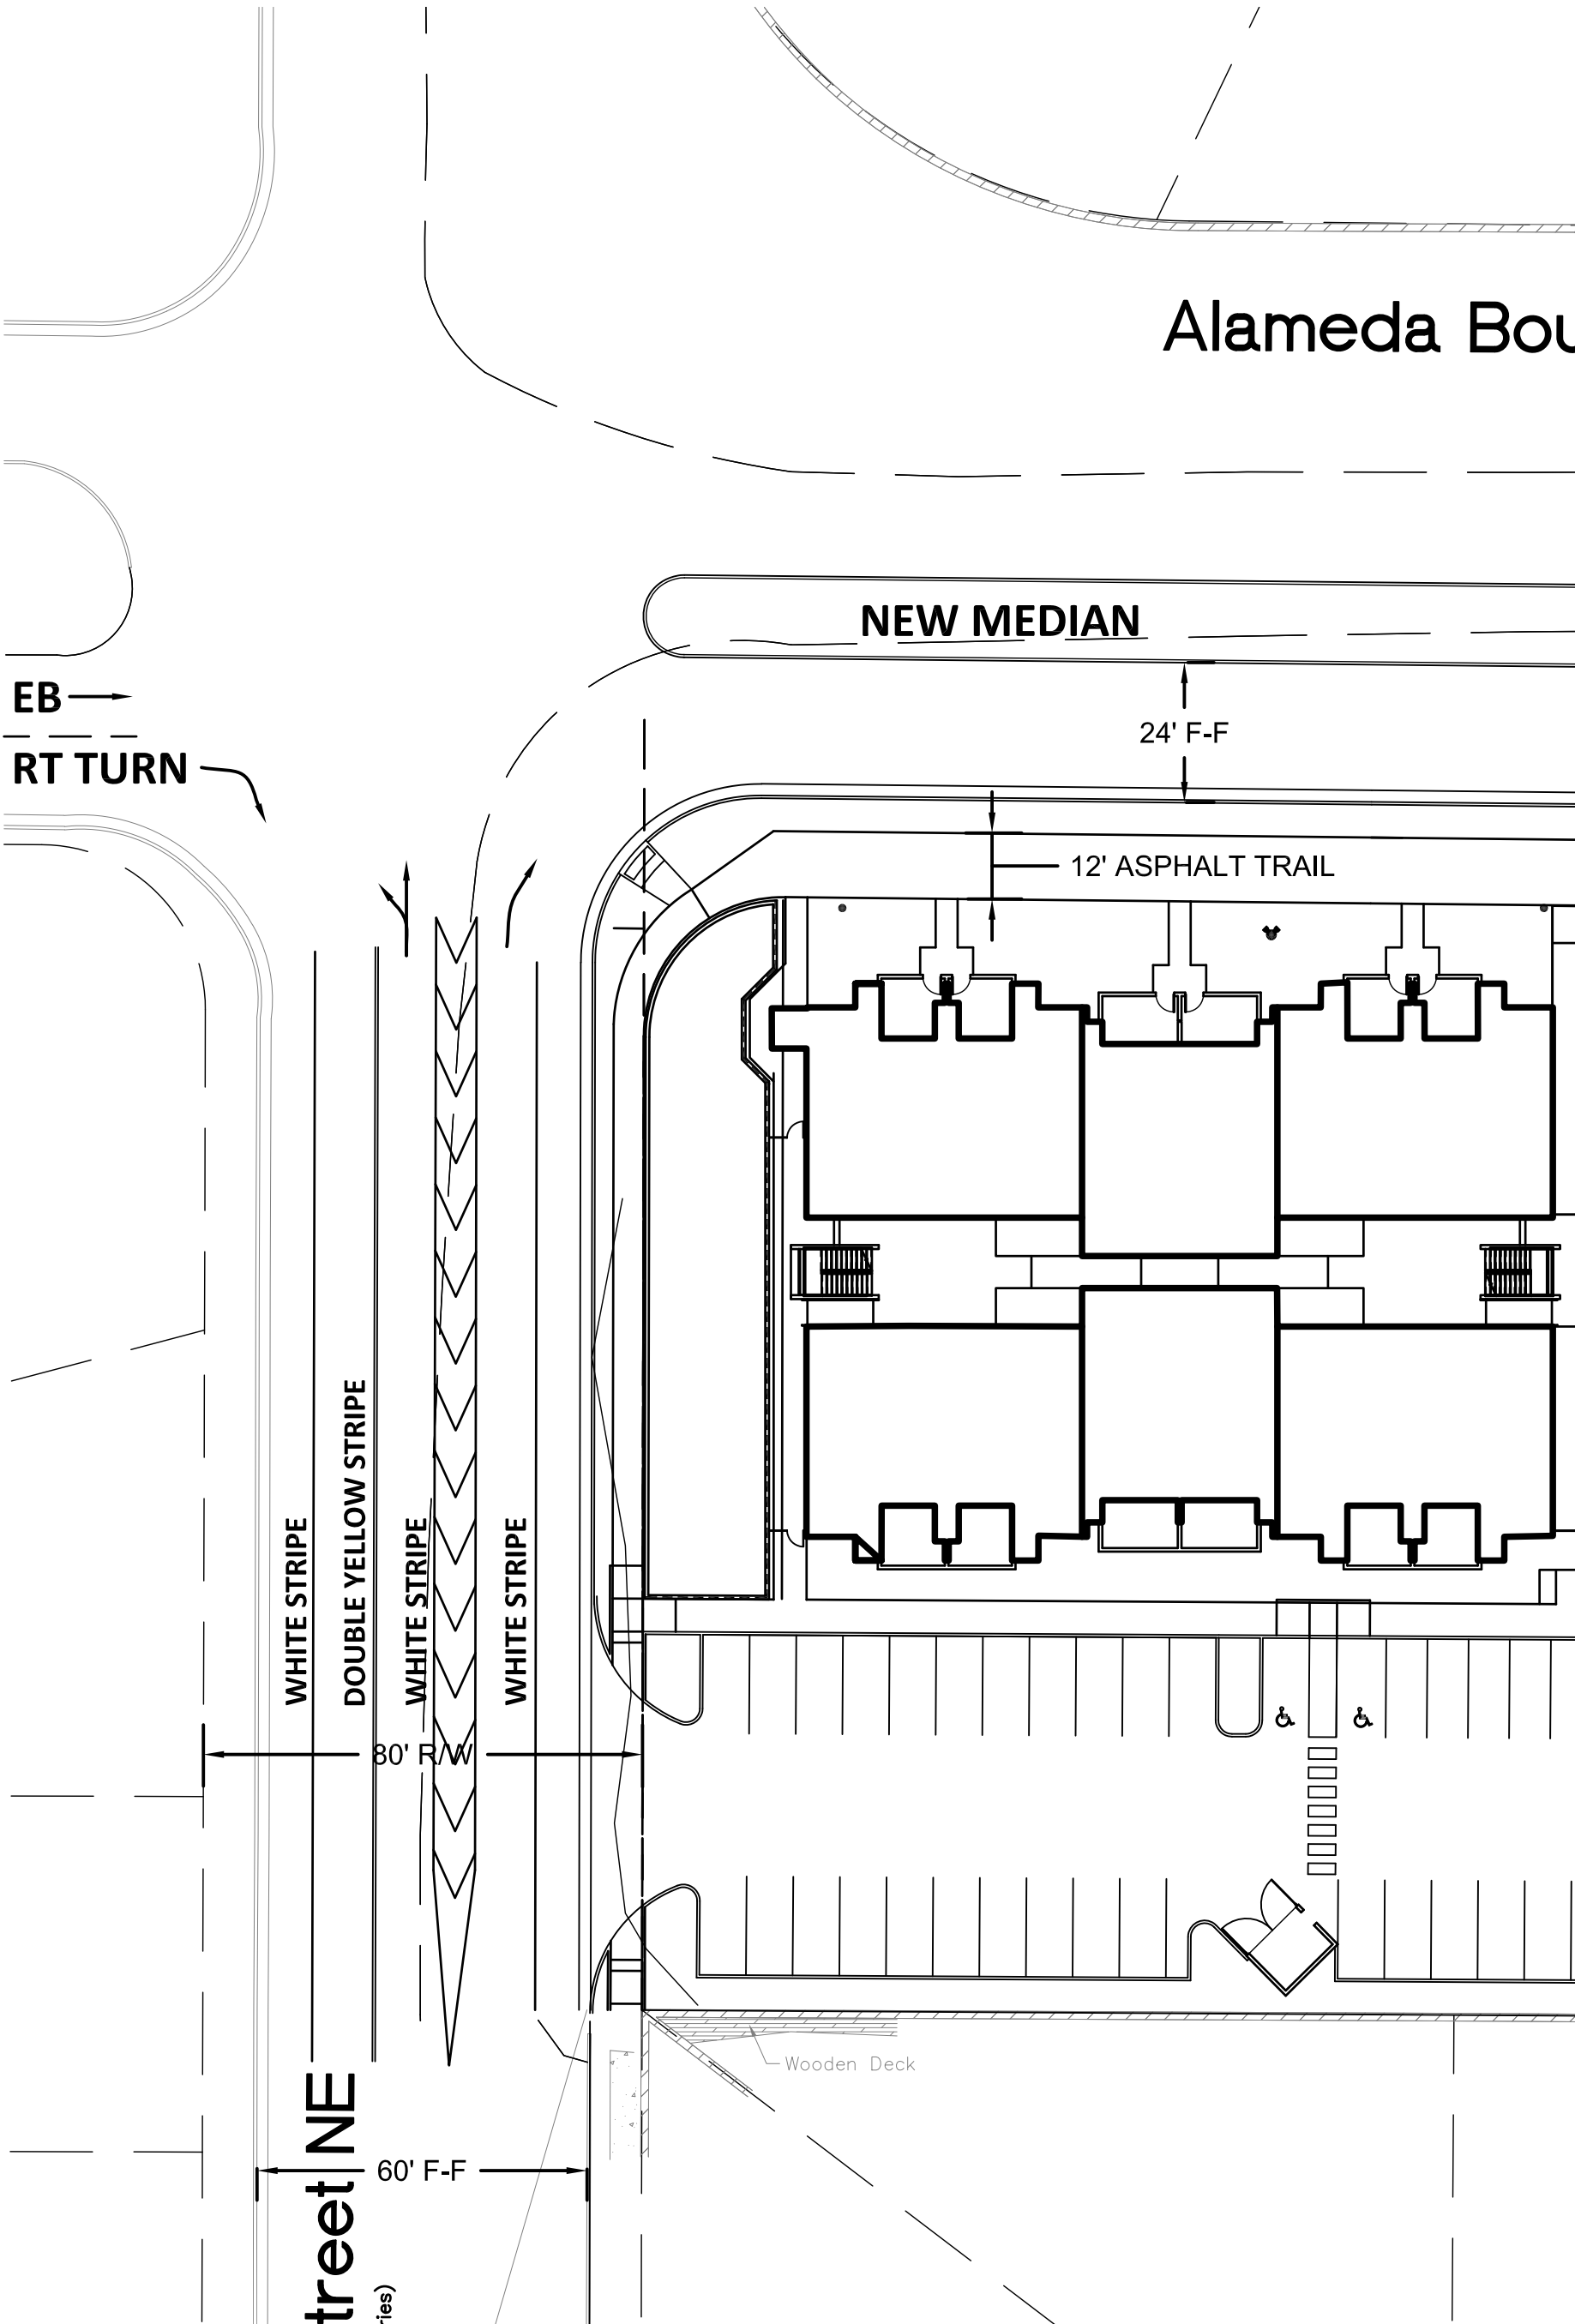 Alameda Bou
NEW MEDIAN
EB
24' F-F
RT TURN
12' ASPHALT TRAIL
WHITE STRIPE
DOUBLE YELLOW STRIPE
WHITE STRIPE
WHITE STRIPE
80' R/W
Wooden Deck
60' F-F
treet NE
ries)